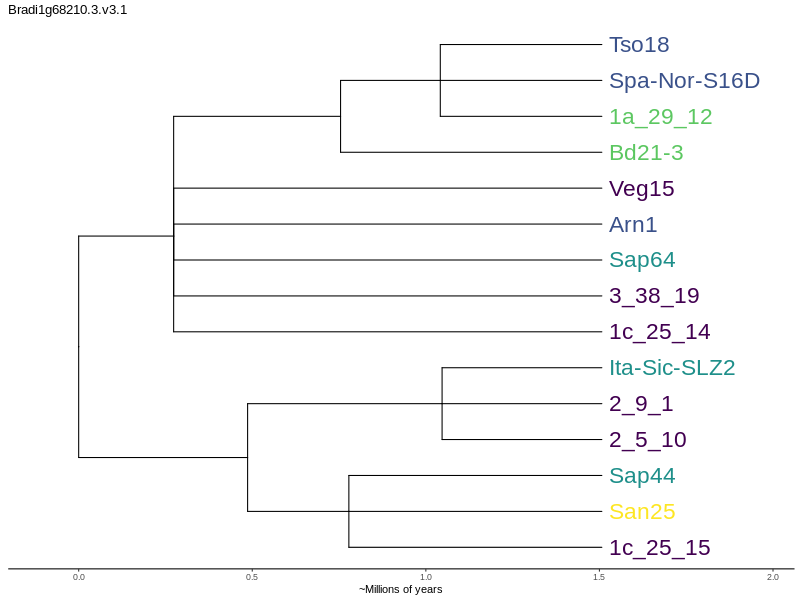 Bradi1g68210.3.v3.1
Tso18
Spa-Nor-S16D
1a_29_12
Bd21-3
Veg15
Arn1
Sap64
3_38_19
1c_25_14
Ita-Sic-SLZ2
2_9_1
2_5_10
Sap44
San25
1c_25_15
0.0 0.5 1.0 1.5 2.0
~Millions of years